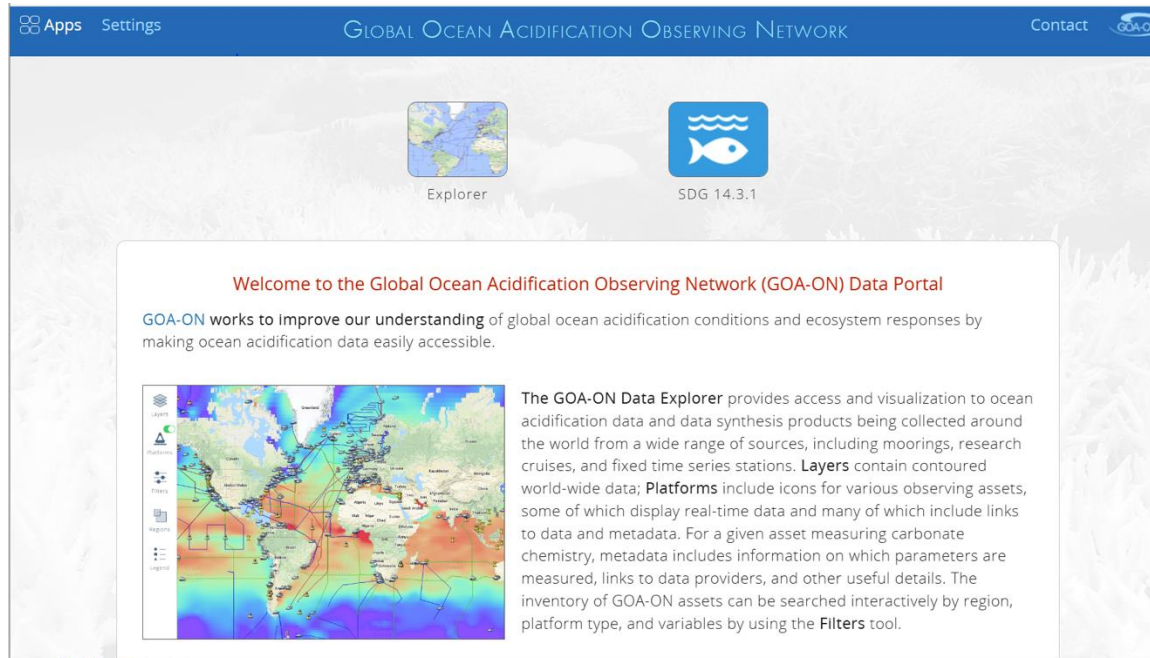 Apps Settings GLOBAL OCEAN ACIDIFICATION OBSERVING NETWORK Contact
Explorer SDG 14.3.1
Welcome to the Global Ocean Acidification Observing Network (GOA-ON) Data Portal
GOA-ON works to improve our understanding of global ocean acidification conditions and ecosystem responses by
making ocean acidification data easily accessible.
Layers
Platforms
Filters
Regions
Legend
The GOA-ON Data Explorer provides access and visualization to ocean
acidification data and data synthesis products being collected around
the world from a wide range of sources, including moorings, research
cruises, and fixed time series stations. Layers contain contoured
world-wide data; Platforms include icons for various observing assets,
some of which display real-time data and many of which include links
to data and metadata. For a given asset measuring carbonate
chemistry, metadata includes information on which parameters are
measured, links to data providers, and other useful details. The
inventory of GOA-ON assets can be searched interactively by region,
platform type, and variables by using the Filters tool.